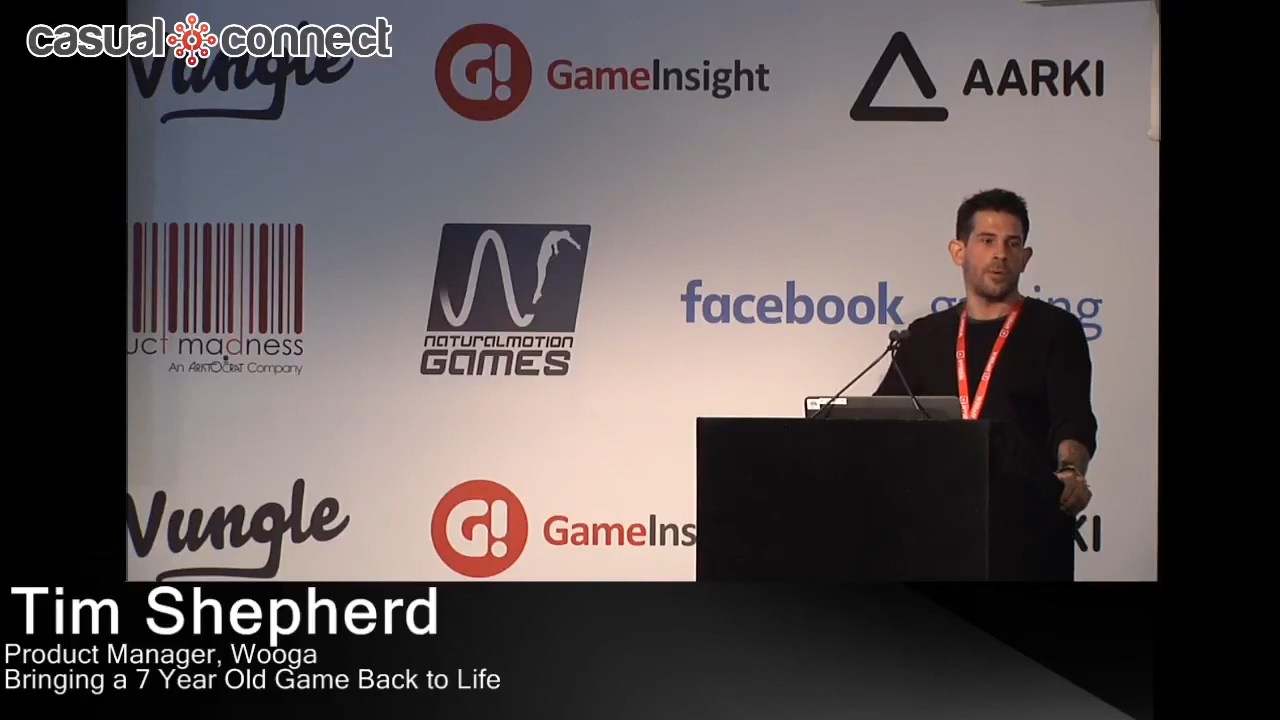 casual connect
Vungle
G! GameInsight
AARKI
uct madness
An ARISTOCRAT Company
NATURALMOTION
GAMES
facebook
Vungle
G! GameIns
KI
Tim Shepherd
Product Manager, Wooga
Bringing a 7 Year Old Game Back to Life